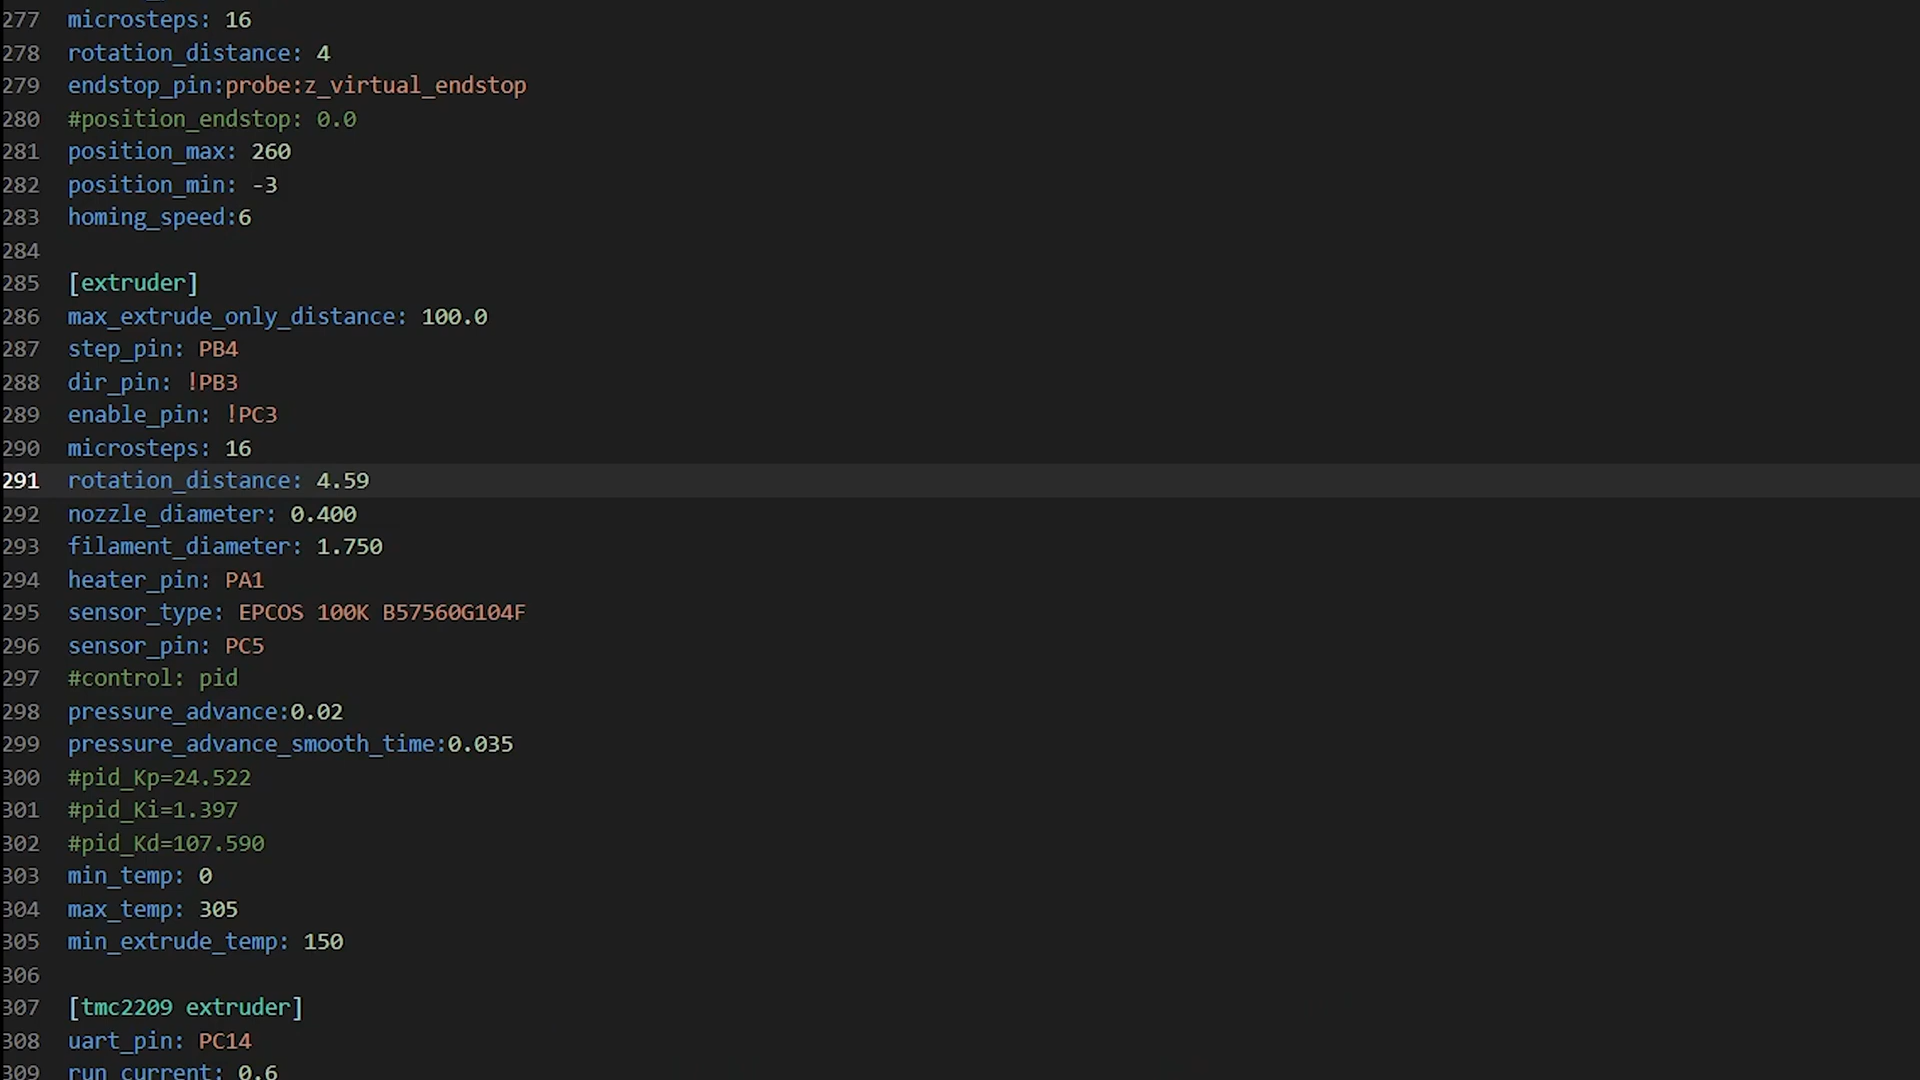 277 microsteps: 16
278 rotation_distance: 4
279 endstop_pin:probe:z_virtual_endstop
280 #position_endstop: 0.0
281 position_max: 260
282 position_min: -3
283 homing_speed:6
284
285 [extruder]
286 max_extrude_only_distance: 100.0
287 step_pin: PB4
288 dir_pin: !PB3
289 enable_pin: !PC3
290 microsteps: 16
291 rotation_distance: 4.59
292 nozzle_diameter: 0.400
293 filament_diameter: 1.750
294 heater_pin: PA1
295 sensor_type: EPCOS 100K B57560G104F
296 sensor_pin: PC5
297 #control: pid
298 pressure_advance:0.02
299 pressure_advance_smooth_time:0.035
300 #pid_Kp=24.522
301 #pid_Ki=1.397
302 #pid_Kd=107.590
303 min_temp: 0
304 max_temp: 305
305 min_extrude_temp: 150
306
307 [tmc2209 extruder]
308 uart_pin: PC14
309 run_current: 0.6